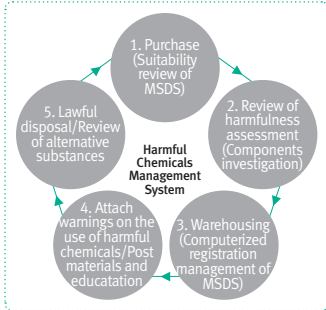 1. Purchase
(Suitability
review of
MSDS)
2. Review of
harmfulness
assessment
(Components
investigation)
3. Warehousing
(Computerized
registration
management of
MSDS)
4. Attach
warnings on the
use of harmful
chemicals/Post
materials and
educatation
5. Lawful
disposal/Review
of alternative
substances
Harmful
Chemicals
Management
System